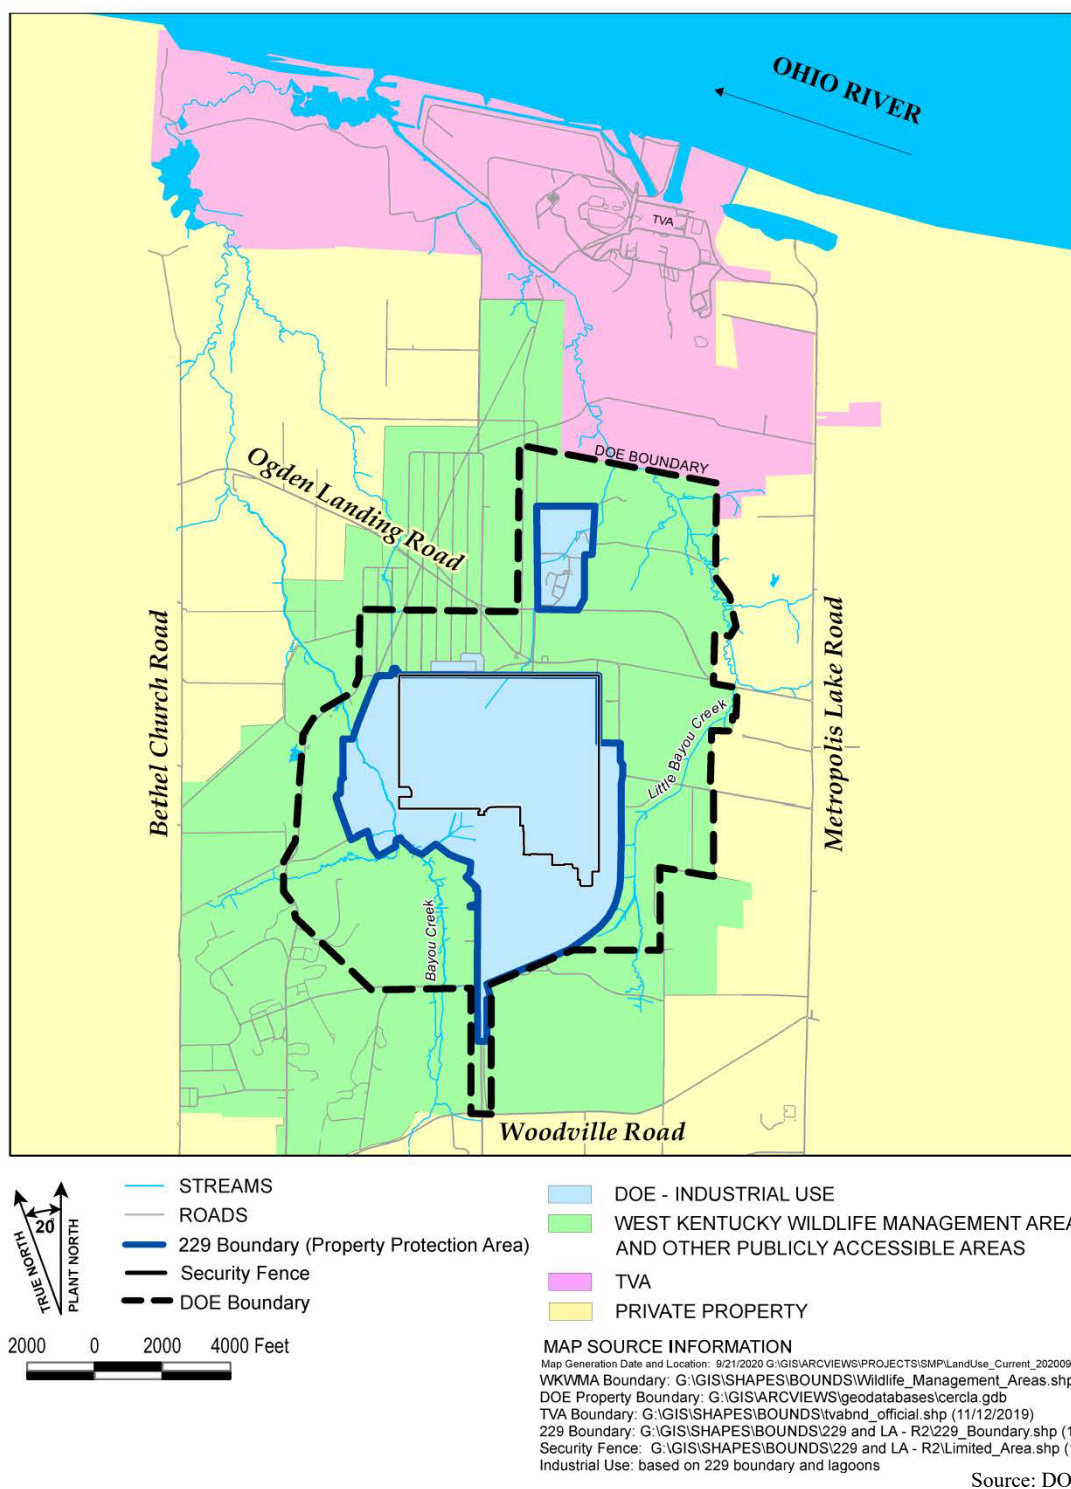 OHIO RIVER
TVA
DOE BOUNDARY
Ogden Landing Road
Bethel Church Road
Metropolis Lake Road
Little Bayou Creek
Bayou Creek
Woodville Road
20°
TRUE NORTH
PLANT NORTH
STREAMS
ROADS
229 Boundary (Property Protection Area)
Security Fence
DOE Boundary
2000 0 2000 4000 Feet
DOE - INDUSTRIAL USE
WEST KENTUCKY WILDLIFE MANAGEMENT AREA
AND OTHER PUBLICLY ACCESSIBLE AREAS
TVA
PRIVATE PROPERTY
MAP SOURCE INFORMATION
Map Generation Date and Location: 9/21/2020 G:\GIS\ARCVIEWS\PROJECTS\SMP\LandUse_Current_202009
WKWMA Boundary: G:\GIS\SHAPES\BOUNDS\Wildlife_Management_Areas.shp
DOE Property Boundary: G:\GIS\ARCVIEWS\geodatabases\cercla.gdb
TVA Boundary: G:\GIS\SHAPES\BOUNDS\tvabnd_official.shp (11/12/2019)
229 Boundary: G:\GIS\SHAPES\BOUNDS\229 and LA - R2\229_Boundary.shp (1
Security Fence: G:\GIS\SHAPES\BOUNDS\229 and LA - R2\Limited_Area.shp (
Industrial Use: based on 229 boundary and lagoons
Source: DO